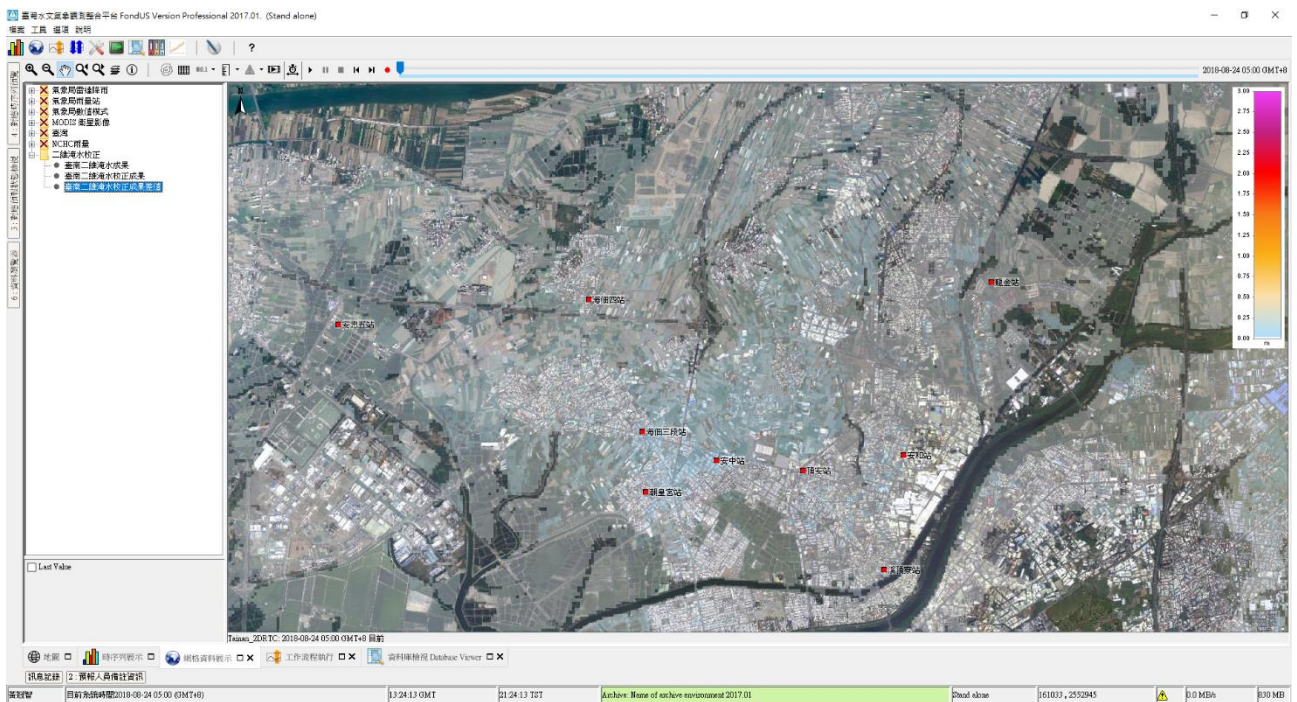 臺灣水文氣象觀測整合平台 FondUS Version Professional 2017.01. (Stand alone)
檔案 工具 選項 說明
2018-08-24 05:00 GMT+8
氣象局雷達降雨
氣象局雨量站
氣象局數值模式
MODIS 衛星影像
臺灣
NCHC雨量
二維淹水校正
臺南二維淹水成果
臺南二維淹水校正成果
臺南二維淹水校正成果差值
3.00
2.75
2.50
2.25
2.00
1.75
1.50
1.25
1.00
0.75
0.50
0.25
0.00
m
龍金站
海佃四站
安忠五站
海佃三段站
安中站
頂安站
安和站
朝皇宮站
溪頂寮站
Last Value
Tainan_2DRTC: 2018-08-24 05:00 GMT+8 目前
地圖 時序列展示 網格資料展示 工作流程執行 資料庫檢視 Database Viewer
訊息記錄 2 : 預報人員備註資訊
目前系統時間2018-08-24 05:00 (GMT+8) 13:24:13 GMT 21:24:13 TST Archive: Name of archive environment 2017.01 Stand alone 161033 , 2552945 0.0 MB/s 830 MB